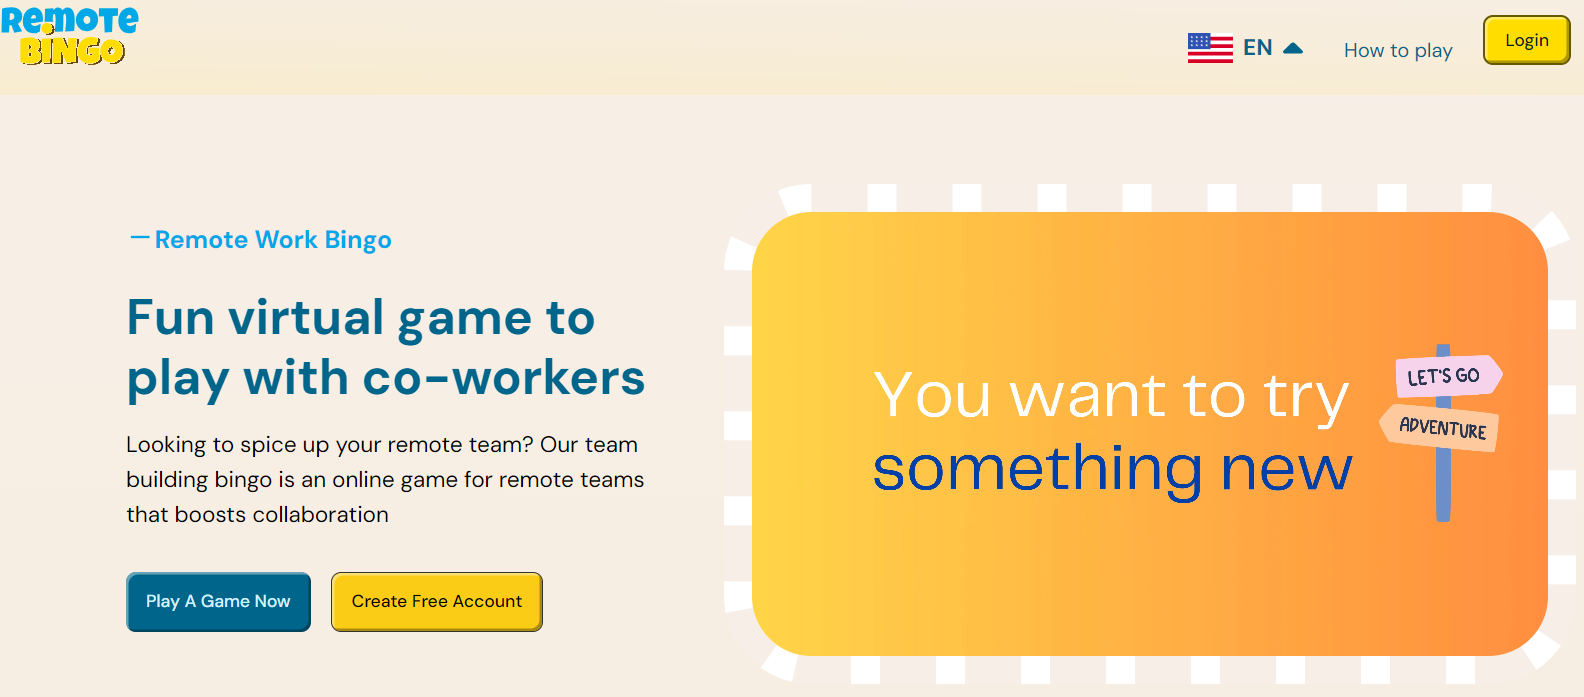 REMOTE
BINGO
EN
How to play
Login
Remote Work Bingo
Fun virtual game to
play with co-workers
Looking to spice up your remote team? Our team
building bingo is an online game for remote teams
that boosts collaboration
Play A Game Now
Create Free Account
You want to try
something new
LET'S GO
ADVENTURE